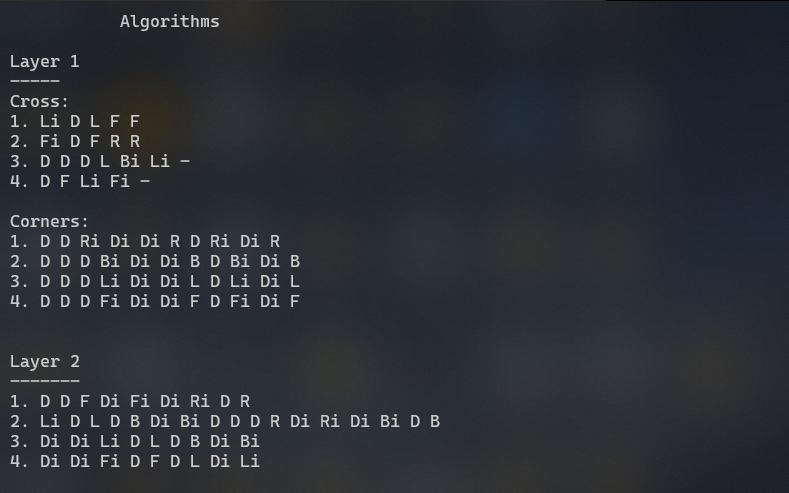 Algorithms
Layer 1
-----
Cross:
1. Li D L F F
2. Fi D F R R
3. D D D L Bi Li -
4. D F Li Fi -
Corners:
1. D D Ri Di Di R D Ri Di R
2. D D D Bi Di Di B D Bi Di B
3. D D D Li Di Di L D Li Di L
4. D D D Fi Di Di F D Fi Di F
Layer 2
-------
1. D D F Di Fi Di Ri D R
2. Li D L D B Di Bi D D D R Di Ri Di Bi D B
3. Di Di Li D L D B Di Bi
4. Di Di Fi D F D L Di Li